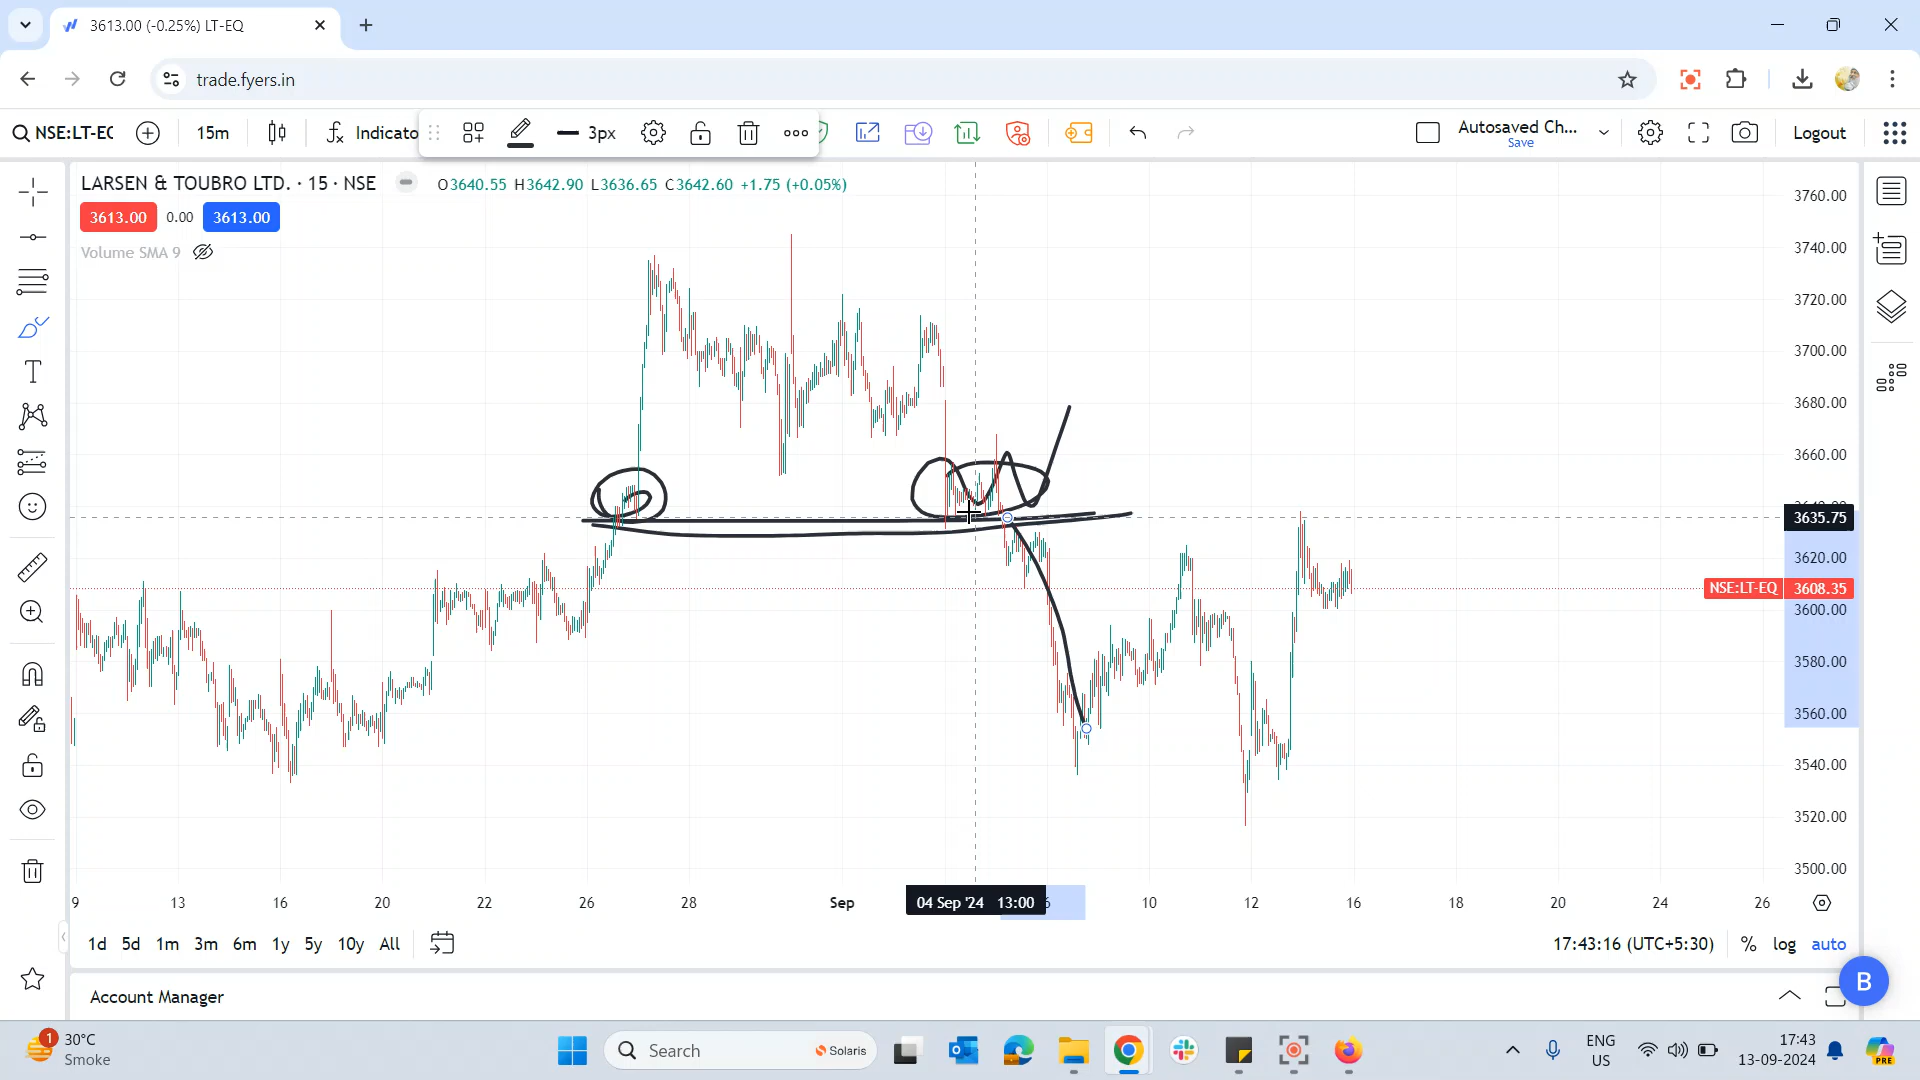 3613.00 (-0.25%) LT-EQ
trade.fyers.in
NSE:LT-EC
15m
Indicato
3px
Autosaved Ch...
Save
Logout
LARSEN & TOUBRO LTD. · 15 · NSE
O3640.55 H3642.90 L3636.65 C3642.60 +1.75 (+0.05%)
3613.00
0.00
3613.00
Volume SMA 9
3760.00
3740.00
3720.00
3700.00
3680.00
3660.00
3635.75
3620.00
NSE:LT-EQ
3608.35
3600.00
3580.00
3560.00
3540.00
3520.00
3500.00
9
13
16
20
22
26
28
Sep
04 Sep '24 13:00
6
10
12
16
18
20
24
26
1d 5d 1m 3m 6m 1y 5y 10y All
17:43:16 (UTC+5:30)
%
log
auto
B
Account Manager
1
30°C
Smoke
Search
Solaris
ENG
US
17:43
13-09-2024
PRE